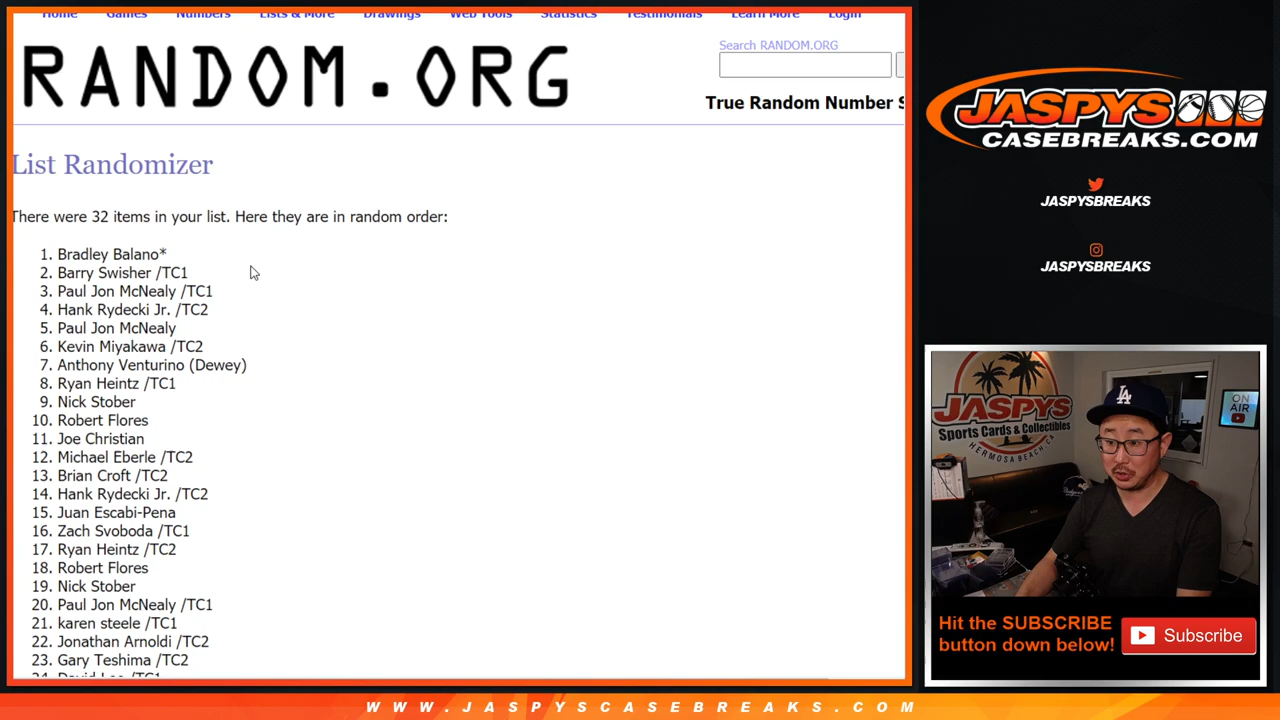 Home Games Numbers Lists & More Drawings Web Tools Statistics Testimonials Learn More Login
RANDOM.ORG
Search RANDOM.ORG
True Random Number S
List Randomizer
There were 32 items in your list. Here they are in random order:
1. Bradley Balano*
2. Barry Swisher /TC1
3. Paul Jon McNealy /TC1
4. Hank Rydecki Jr. /TC2
5. Paul Jon McNealy
6. Kevin Miyakawa /TC2
7. Anthony Venturino (Dewey)
8. Ryan Heintz /TC1
9. Nick Stober
10. Robert Flores
11. Joe Christian
12. Michael Eberle /TC2
13. Brian Croft /TC2
14. Hank Rydecki Jr. /TC2
15. Juan Escabi-Pena
16. Zach Svoboda /TC1
17. Ryan Heintz /TC2
18. Robert Flores
19. Nick Stober
20. Paul Jon McNealy /TC1
21. karen steele /TC1
22. Jonathan Arnoldi /TC2
23. Gary Teshima /TC2
JASPYS
CASEBREAKS.COM
JASPYSBREAKS
JASPYSBREAKS
JASPYS
Sports Cards & Collectibles
HERMOSA BEACH, CA
LA
ON AIR
Hit the SUBSCRIBE
button down below!
Subscribe
WWW.JASPYSCASEBREAKS.COM